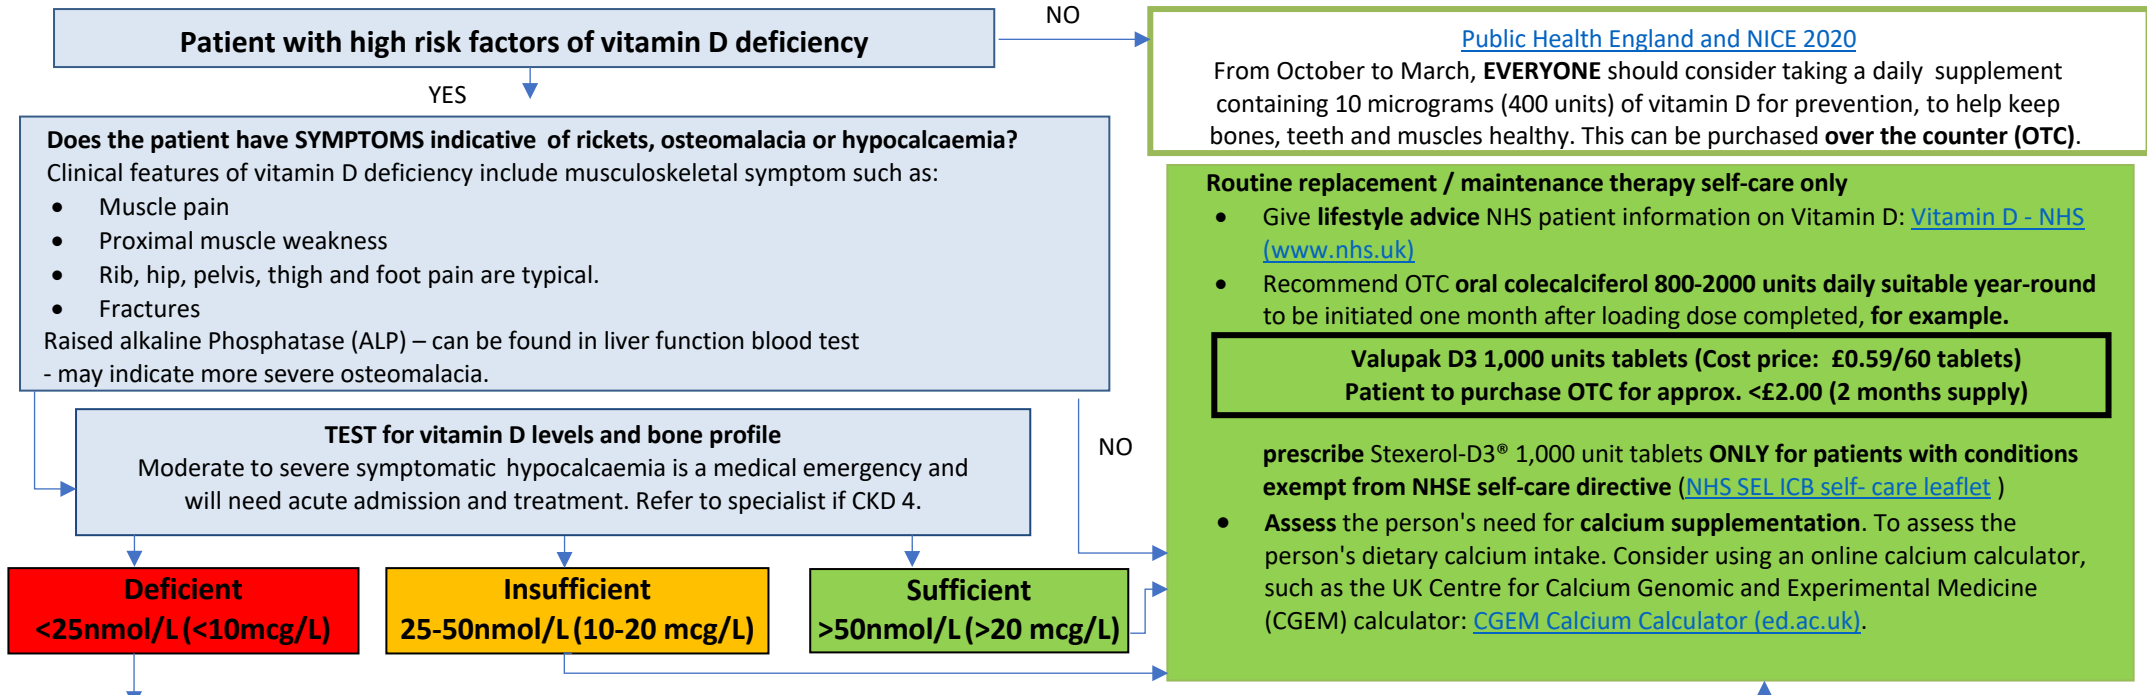 Patient with high risk factors of vitamin D deficiency
NO
YES
Public Health England and NICE 2020
From October to March, EVERYONE should consider taking a daily supplement
containing 10 micrograms (400 units) of vitamin D for prevention, to help keep
bones, teeth and muscles healthy. This can be purchased over the counter (OTC).
Does the patient have SYMPTOMS indicative of rickets, osteomalacia or hypocalcaemia?
Clinical features of vitamin D deficiency include musculoskeletal symptom such as:
• Muscle pain
• Proximal muscle weakness
• Rib, hip, pelvis, thigh and foot pain are typical.
• Fractures
Raised alkaline Phosphatase (ALP) – can be found in liver function blood test
- may indicate more severe osteomalacia.
NO
TEST for vitamin D levels and bone profile
Moderate to severe symptomatic hypocalcaemia is a medical emergency and
will need acute admission and treatment. Refer to specialist if CKD 4.
Deficient
<25nmol/L (<10mcg/L)
Insufficient
25-50nmol/L (10-20 mcg/L)
Sufficient
>50nmol/L (>20 mcg/L)
Routine replacement / maintenance therapy self-care only
• Give lifestyle advice NHS patient information on Vitamin D: Vitamin D - NHS
(www.nhs.uk)
• Recommend OTC oral colecalciferol 800-2000 units daily suitable year-round
to be initiated one month after loading dose completed, for example.
Valupak D3 1,000 units tablets (Cost price: £0.59/60 tablets)
Patient to purchase OTC for approx. <£2.00 (2 months supply)
prescribe Stexerol-D3® 1,000 unit tablets ONLY for patients with conditions
exempt from NHSE self-care directive (NHS SEL ICB self- care leaflet )
• Assess the person's need for calcium supplementation. To assess the
person's dietary calcium intake. Consider using an online calcium calculator,
such as the UK Centre for Calcium Genomic and Experimental Medicine
(CGEM) calculator: CGEM Calcium Calculator (ed.ac.uk).